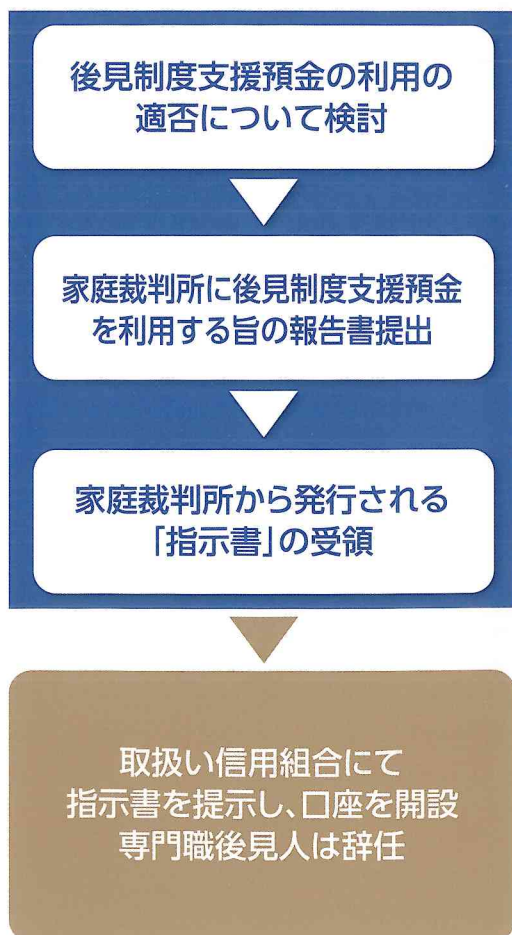 後見制度支援預金の利用の
適否について検討
家庭裁判所に後見制度支援預金
を利用する旨の報告書提出
家庭裁判所から発行される
「指示書」の受領
取扱い信用組合にて
指示書を提示し、口座を開設
専門職後見人は辞任